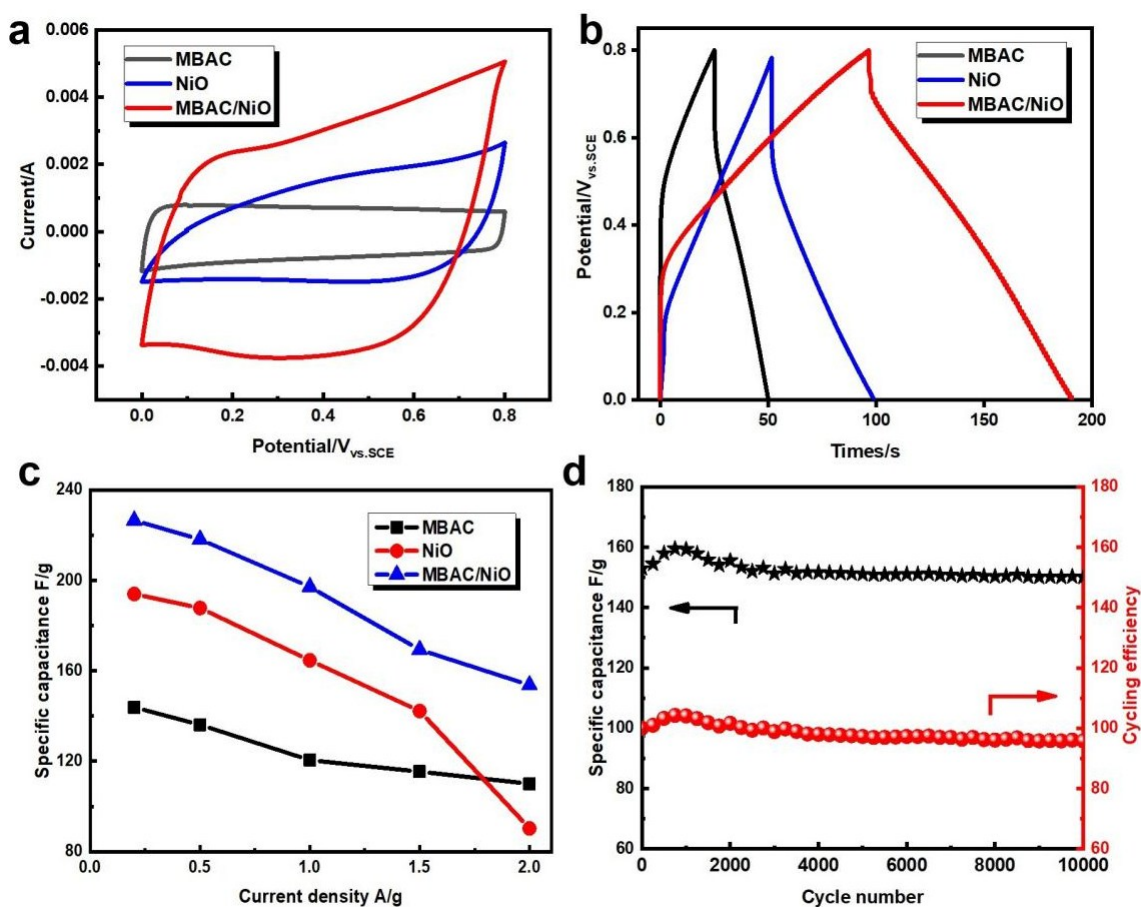 a
0.006
0.004
0.002
0.000
-0.002
-0.004
Current/A
MBAC
NiO
MBAC/NiO
0.0 0.2 0.4 0.6 0.8
Potential/Vvs.SCE
b
0.8
0.6
0.4
0.2
0.0
Potential/Vvs.SCE
MBAC
NiO
MBAC/NiO
0 50 100 150 200
Times/s
c
240
200
160
120
80
Specific capacitance F/g
MBAC
NiO
MBAC/NiO
0.0 0.5 1.0 1.5 2.0
Current density A/g
d
180
160
140
120
100
80
60
Specific capacitance F/g
180
160
140
120
100
80
60
Cycling efficiency
0 2000 4000 6000 8000 10000
Cycle number